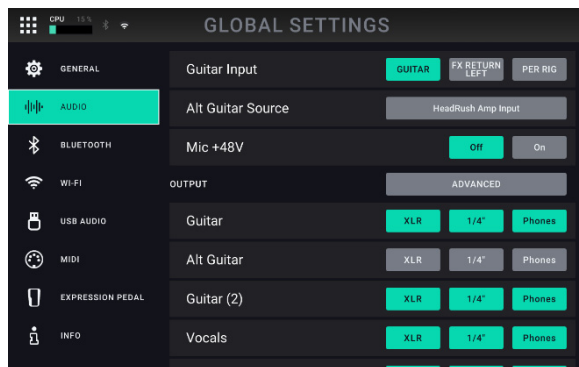 CPU 15 %
GLOBAL SETTINGS
GENERAL
AUDIO
BLUETOOTH
WI-FI
USB AUDIO
MIDI
EXPRESSION PEDAL
INFO
Guitar Input GUITAR FX RETURN LEFT PER RIG
Alt Guitar Source HeadRush Amp Input
Mic +48V Off On
OUTPUT ADVANCED
Guitar XLR 1/4" Phones
Alt Guitar XLR 1/4" Phones
Guitar (2) XLR 1/4" Phones
Vocals XLR 1/4" Phones